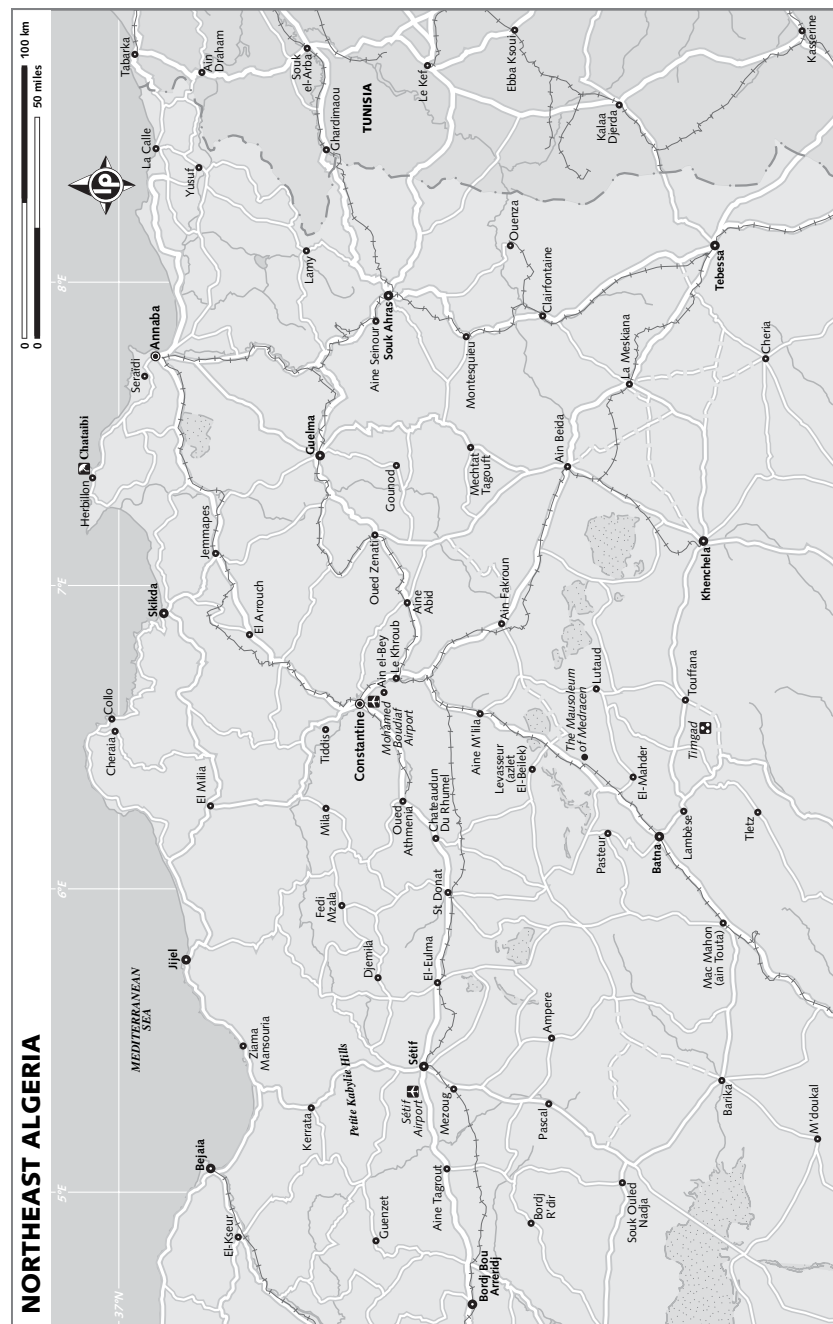 NORTHEAST ALGERIA
0
100 km
0
50 miles
MEDITERRANEAN
SEA
37°N
5°E
6°E
7°E
8°E
TUNISIA
lp
Bejaia
El-Kseur
Ziama
Mansouria
Jijel
Kerrata
Petite Kabylie Hills
Guenzet
Sétif
Sétif
Airport
Mezoug
Aine Tagrout
Bordj Bou
Arreridj
Bordj
R'dir
Pascal
Ampere
Souk Ouled
Nadja
Barika
M'doukal
El-Eulma
Djemila
Fedi
Mzala
St Donat
Chateaudun
Du Rhumel
Oued
Athmenia
Mila
Tiddis
El Milia
Cheraia
Collo
Skikda
El Arrouch
Jemmapes
Herbillon
Chataibi
Seraïdi
Annaba
La Calle
Yusuf
Tabarka
Ain
Draham
Souk
el-Arba
Ghardimaou
Le Kef
Ebba Ksoui
Kalaa
Djerda
Kasserine
Lamy
Aine Seinour
Souk Ahras
Ouenza
Clairfontaine
Montesquieu
Guelma
Gounod
Oued Zenati
Aine
Abid
Mechtat
Tagouft
Constantine
Ain el-Bey
Le Khroub
Mohamed
Boudiaf
Airport
Ain Fakroun
Ain Beida
La Meskiana
Tebessa
Cheria
Khenchela
Aine M'lila
Levasseur
(azlet
El-Beilek)
The Mausoleum
of Medracen
Lutaud
Touffana
Timgad
El-Mahder
Pasteur
Batna
Lambèse
Tletz
Mac Mahon
(ain Touta)